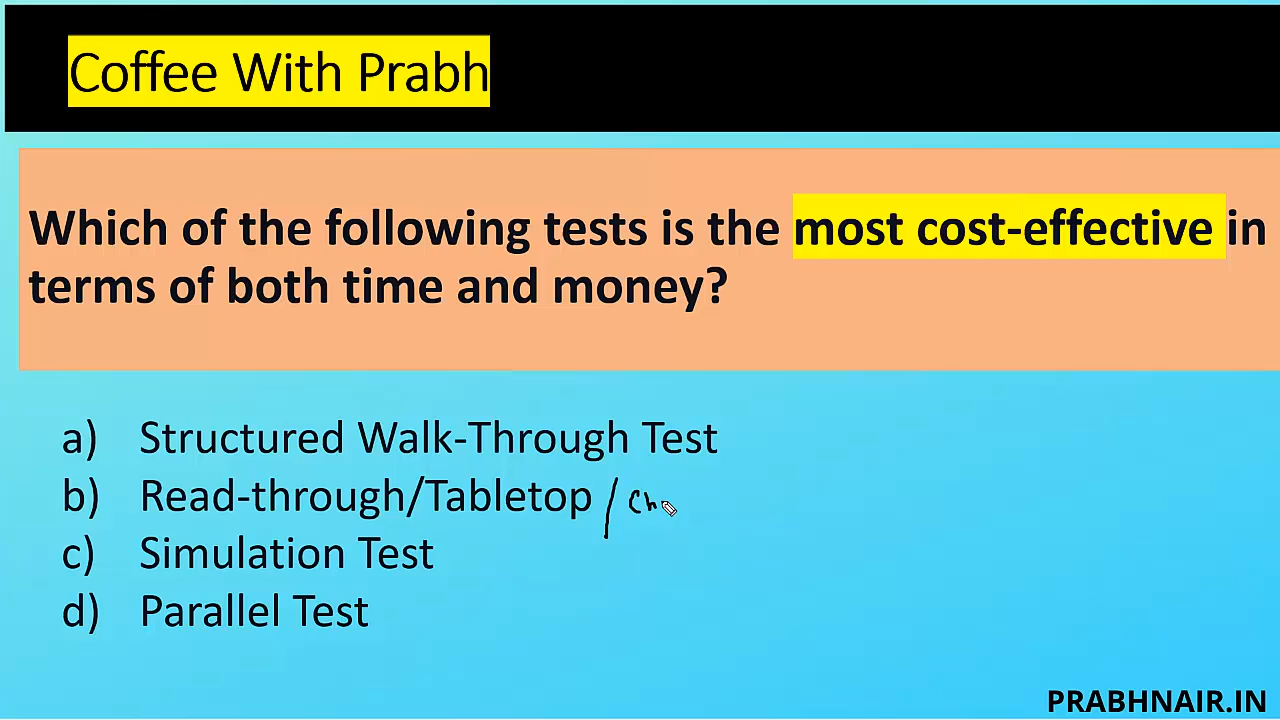 Coffee With Prabh
Which of the following tests is the most cost-effective in
terms of both time and money?
a) Structured Walk-Through Test
b) Read-through/Tabletop / Ch
c) Simulation Test
d) Parallel Test
PRABHNAIR.IN